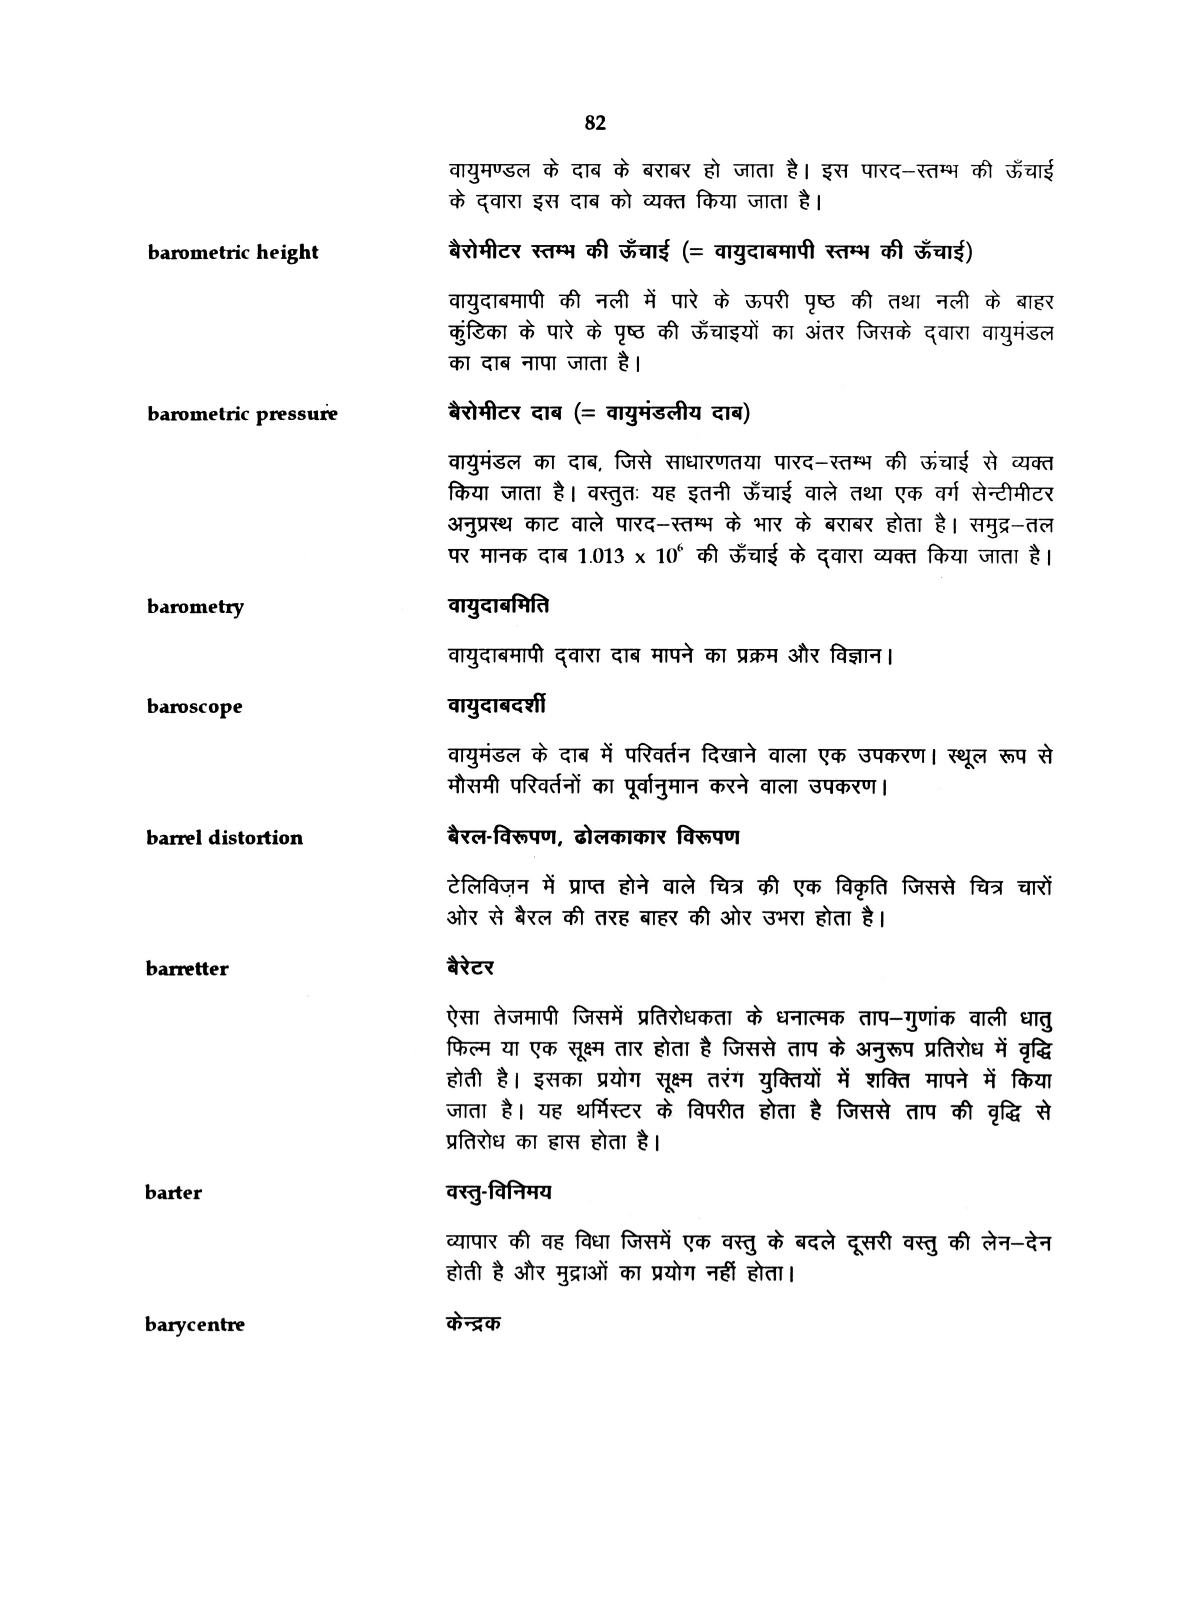 82
वायुमण्डल के दाब के बराबर हो जाता है। इस पारद–स्तम्भ की ऊँचाई
के द्‌वारा इस दाब को व्यक्त किया जाता है।
barometric height बैरोमीटर स्तम्भ की ऊँचाई (= वायुदाबमापी स्तम्भ की ऊँचाई)
वायुदाबमापी की नली में पारे के ऊपरी पृष्ठ की तथा नली के बाहर
कुंडिका के पारे के पृष्ठ की ऊँचाइयों का अंतर जिसके द्‌वारा वायुमंडल
का दाब नापा जाता है।
barometric pressure बैरोमीटर दाब (= वायुमंडलीय दाब)
वायुमंडल का दाब, जिसे साधारणतया पारद–स्तम्भ की ऊंचाई से व्यक्त
किया जाता है। वस्तुतः यह इतनी ऊँचाई वाले तथा एक वर्ग सेन्टीमीटर
अनुप्रस्थ काट वाले पारद–स्तम्भ के भार के बराबर होता है। समुद्र–तल
पर मानक दाब 1.013 x 10⁶ की ऊँचाई के द्‌वारा व्यक्त किया जाता है।
barometry वायुदाबमिति
वायुदाबमापी द्‌वारा दाब मापने का प्रक्रम और विज्ञान।
baroscope वायुदाबदर्शी
वायुमंडल के दाब में परिवर्तन दिखाने वाला एक उपकरण। स्थूल रूप से
मौसमी परिवर्तनों का पूर्वानुमान करने वाला उपकरण।
barrel distortion बैरल-विरूपण, ढोलकाकार विरूपण
टेलिविज़न में प्राप्त होने वाले चित्र की एक विकृति जिससे चित्र चारों
ओर से बैरल की तरह बाहर की ओर उभरा होता है।
barretter बैरेटर
ऐसा तेजमापी जिसमें प्रतिरोधकता के धनात्मक ताप–गुणांक वाली धातु
फिल्म या एक सूक्ष्म तार होता है जिससे ताप के अनुरूप प्रतिरोध में वृद्धि
होती है। इसका प्रयोग सूक्ष्म तरंग युक्तियों में शक्ति मापने में किया
जाता है। यह थर्मिस्टर के विपरीत होता है जिससे ताप की वृद्धि से
प्रतिरोध का हास होता है।
barter वस्तु-विनिमय
व्यापार की वह विधा जिसमें एक वस्तु के बदले दूसरी वस्तु की लेन–देन
होती है और मुद्राओं का प्रयोग नहीं होता।
barycentre केन्द्रक